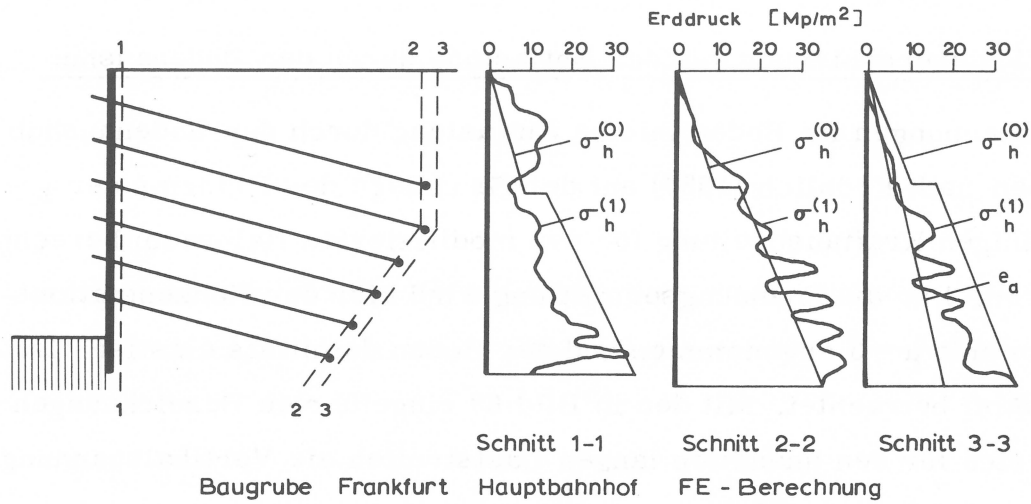 Erddruck [Mp/m²]
1 2 3
0 10 20 30 0 10 20 30 0 10 20 30
σh(0) σh(0) σh(0)
σh(1) σh(1) σh(1)
ea
1 2 3
Schnitt 1-1 Schnitt 2-2 Schnitt 3-3
Baugrube Frankfurt Hauptbahnhof FE - Berechnung